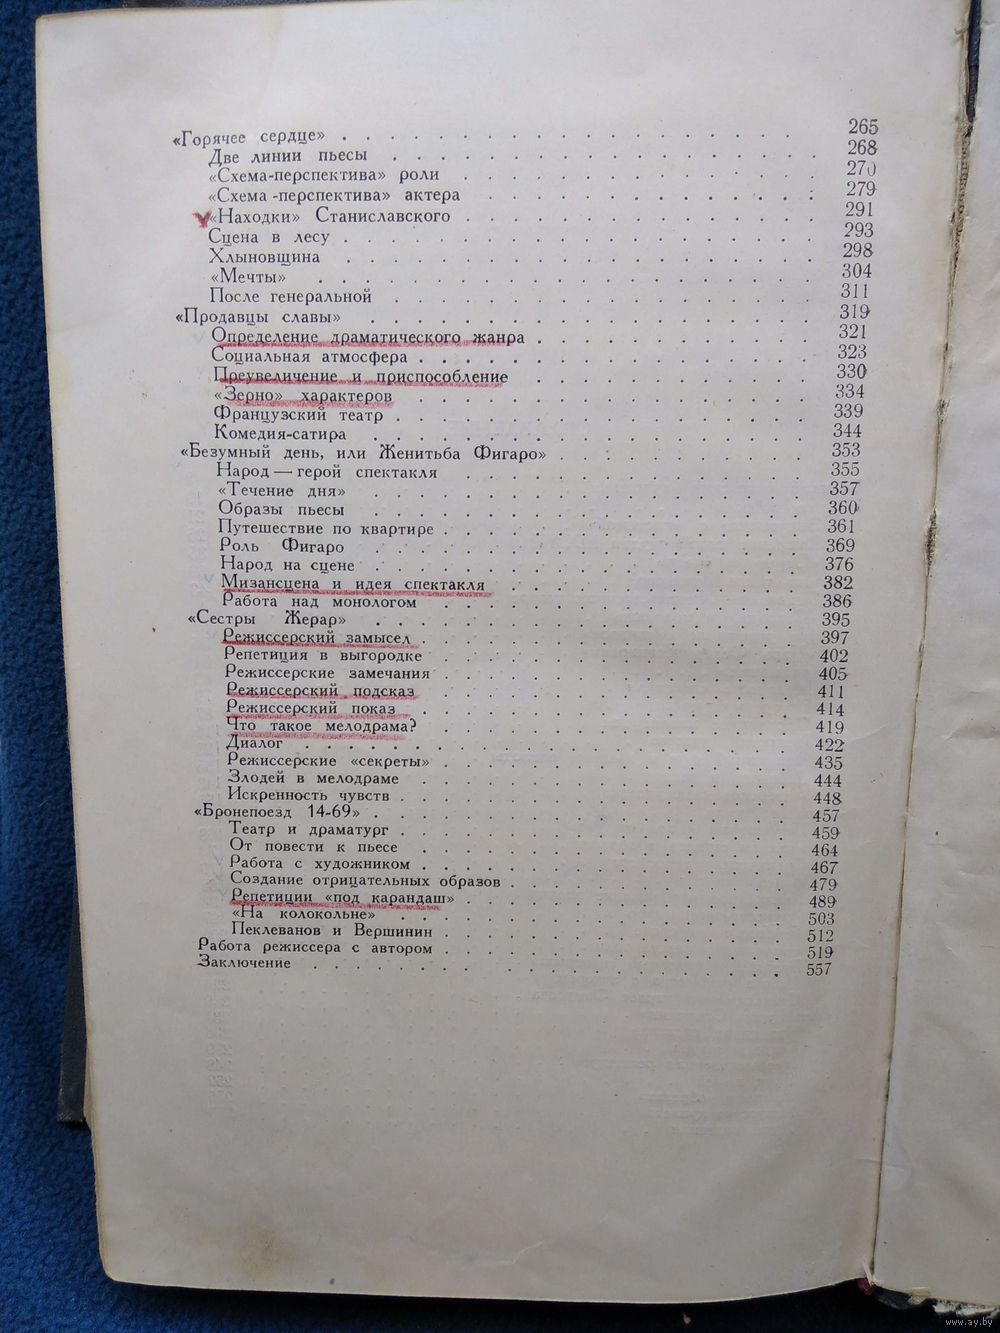 «Горячее сердце» . . . . . . . . . . . . . . . . . . . 265
Две линии пьесы . . . . . . . . . . . . . . . . . . 268
«Схема-перспектива» роли . . . . . . . . . . . . . . . 270
«Схема-перспектива» актера . . . . . . . . . . . . . . 279
«Находки» Станиславского . . . . . . . . . . . . . . . 291
Сцена в лесу . . . . . . . . . . . . . . . . . . . 293
Хлыновщина . . . . . . . . . . . . . . . . . . . 298
«Мечты» . . . . . . . . . . . . . . . . . . . . 304
После генеральной . . . . . . . . . . . . . . . . . 311
«Продавцы славы» . . . . . . . . . . . . . . . . . . 319
Определение драматического жанра . . . . . . . . . . . . 321
Социальная атмосфера . . . . . . . . . . . . . . . . 323
Преувеличение и приспособление . . . . . . . . . . . . 330
«Зерно» характеров . . . . . . . . . . . . . . . . . 334
Французский театр . . . . . . . . . . . . . . . . . 339
Комедия-сатира . . . . . . . . . . . . . . . . . . 344
«Безумный день, или Женитьба Фигаро» . . . . . . . . . . 353
Народ — герой спектакля . . . . . . . . . . . . . . . 355
«Течение дня» . . . . . . . . . . . . . . . . . . 357
Образы пьесы . . . . . . . . . . . . . . . . . . 360
Путешествие по квартире . . . . . . . . . . . . . . . 361
Роль Фигаро . . . . . . . . . . . . . . . . . . 369
Народ на сцене . . . . . . . . . . . . . . . . . . 376
Мизансцена и идея спектакля . . . . . . . . . . . . . 382
Работа над монологом . . . . . . . . . . . . . . . . 386
«Сестры Жерар» . . . . . . . . . . . . . . . . . . 395
Режиссерский замысел . . . . . . . . . . . . . . . . 397
Репетиция в выгородке . . . . . . . . . . . . . . . 402
Режиссерские замечания . . . . . . . . . . . . . . . 405
Режиссерский подсказ . . . . . . . . . . . . . . . . 411
Режиссерский показ . . . . . . . . . . . . . . . . 414
Что такое мелодрама? . . . . . . . . . . . . . . . 419
Диалог . . . . . . . . . . . . . . . . . . . . 422
Режиссерские «секреты» . . . . . . . . . . . . . . . 435
Злодей в мелодраме . . . . . . . . . . . . . . . . 444
Искренность чувств . . . . . . . . . . . . . . . . . 448
«Бронепоезд 14-69» . . . . . . . . . . . . . . . . . 457
Театр и драматург . . . . . . . . . . . . . . . . . 459
От повести к пьесе . . . . . . . . . . . . . . . . 464
Работа с художником . . . . . . . . . . . . . . . . 467
Создание отрицательных образов . . . . . . . . . . . . 479
Репетиции «под карандаш» . . . . . . . . . . . . . . 489
«На колокольне» . . . . . . . . . . . . . . . . . 503
Пеклеванов и Вершинин . . . . . . . . . . . . . . . 512
Работа режиссера с автором . . . . . . . . . . . . . . 519
Заключение . . . . . . . . . . . . . . . . . . . 557
www.ay.by